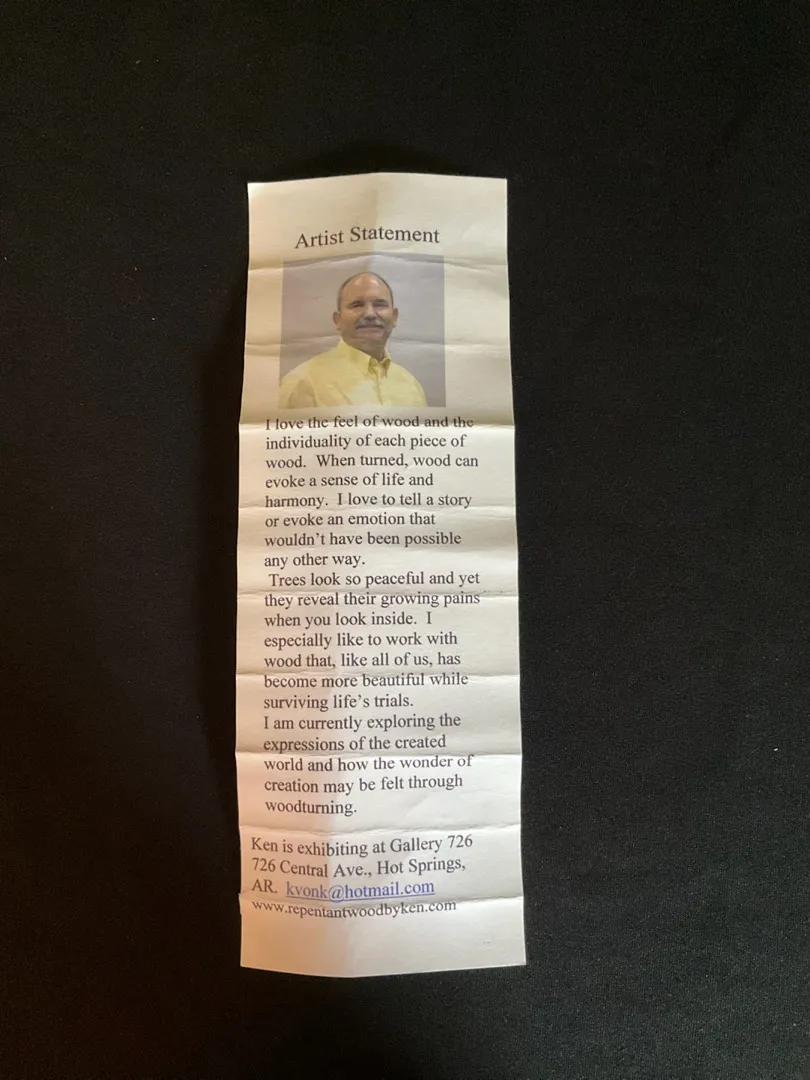 Artist Statement
I love the feel of wood and the
individuality of each piece of
wood. When turned, wood can
evoke a sense of life and
harmony. I love to tell a story
or evoke an emotion that
wouldn't have been possible
any other way.
Trees look so peaceful and yet
they reveal their growing pains
when you look inside. I
especially like to work with
wood that, like all of us, has
become more beautiful while
surviving life's trials.
I am currently exploring the
expressions of the created
world and how the wonder of
creation may be felt through
woodturning.
Ken is exhibiting at Gallery 726
726 Central Ave., Hot Springs,
AR. kvonk@hotmail.com
www.repentantwoodbyken.com